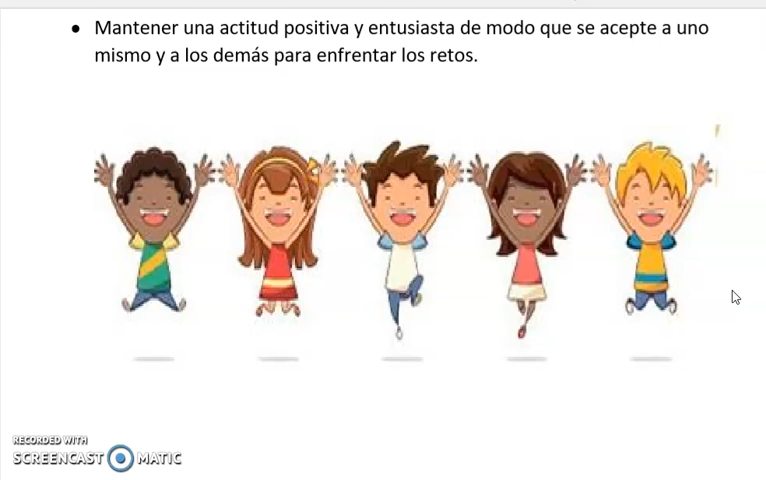 • Mantener una actitud positiva y entusiasta de modo que se acepte a uno
mismo y a los demás para enfrentar los retos.
RECORDED WITH
SCREENCAST MATIC